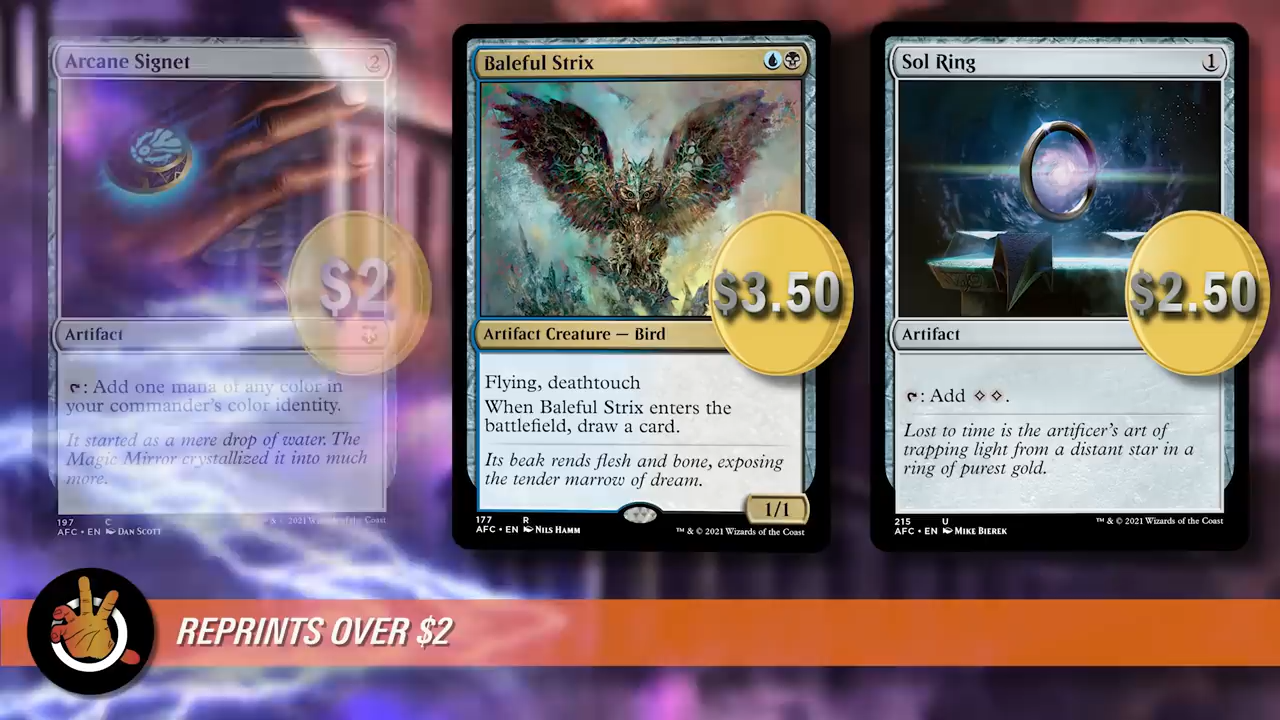 Arcane Signet
2
$2
Artifact
: Add one mana of any color in
your commander's color identity.
It started as a mere drop of water. The
Magic Mirror crystallized it into much
more.
197 C
AFC • EN DAN SCOTT
& © 2021 Wizards of the Coast
Baleful Strix
$3.50
Artifact Creature — Bird
Flying, deathtouch
When Baleful Strix enters the
battlefield, draw a card.
Its beak rends flesh and bone, exposing
the tender marrow of dream.
1/1
177 R
AFC • EN NILS HAMM
™ & © 2021 Wizards of the Coast
Sol Ring
1
$2.50
Artifact
: Add
Lost to time is the artificer's art of
trapping light from a distant star in a
ring of purest gold.
215 U
AFC • EN MIKE BIEREK
™ & © 2021 Wizards of the Coast
REPRINTS OVER $2